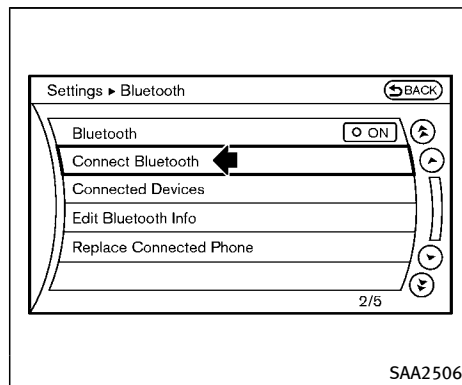 Settings ▸ Bluetooth
BACK
Bluetooth
ON
Connect Bluetooth
Connected Devices
Edit Bluetooth Info
Replace Connected Phone
2/5
SAA2506